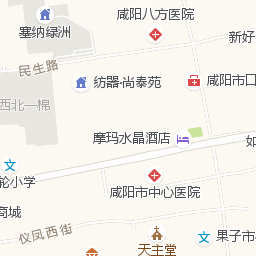 咸阳八方医院
塞纳绿洲
新好
民生路
纺器·尚泰苑
咸阳市口
西北一棉
摩玛水晶酒店
如
轮小学
咸阳市中心医院
商城
仪凤西街
果子市
天主堂